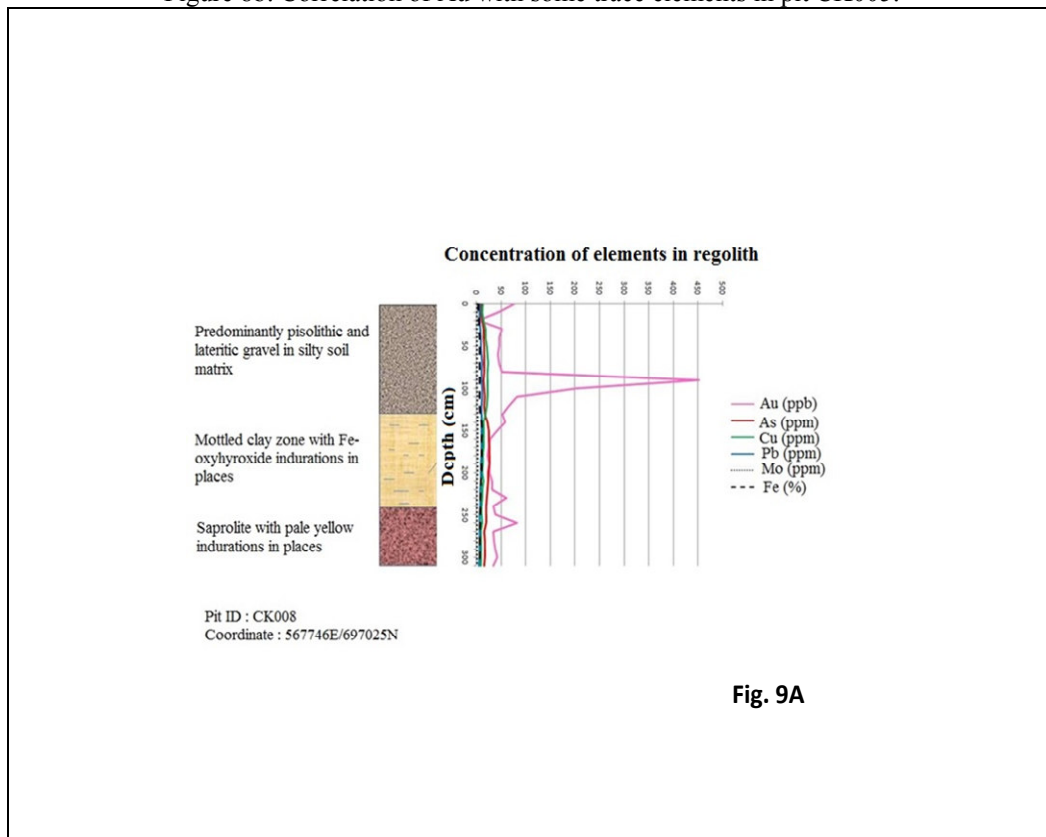 Concentration of elements in regolith
0
50
100
150
200
250
300
350
400
450
500
0
50
100
150
200
250
300
Depth (cm)
Predominantly pisolithic and
lateritic gravel in silty soil
matrix
Mottled clay zone with Fe-
oxyhyroxide indurations in
places
Saprolite with pale yellow
indurations in places
Au (ppb)
As (ppm)
Cu (ppm)
Pb (ppm)
Mo (ppm)
Fe (%)
Pit ID : CK008
Coordinate : 567746E/697025N
Fig. 9A